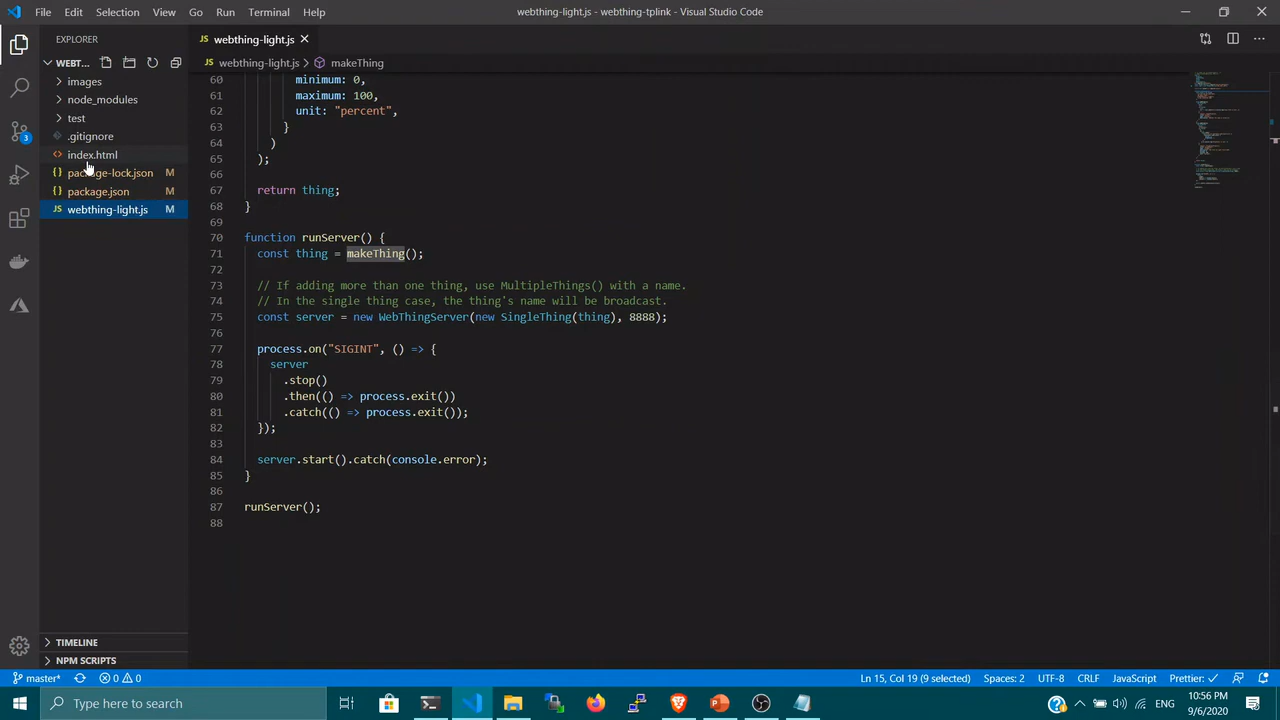 File Edit Selection View Go Run Terminal Help
webthing-light.js - webthing-tplink - Visual Studio Code
EXPLORER
WEBT...
images
node_modules
test
.gitignore
index.html
package-lock.json M
package.json M
webthing-light.js M
TIMELINE
NPM SCRIPTS
webthing-light.js
webthing-light.js > makeThing
60 minimum: 0,
61 maximum: 100,
62 unit: "percent",
63 }
64 )
65 );
66
67 return thing;
68 }
69
70 function runServer() {
71 const thing = makeThing();
72
73 // If adding more than one thing, use MultipleThings() with a name.
74 // In the single thing case, the thing's name will be broadcast.
75 const server = new WebThingServer(new SingleThing(thing), 8888);
76
77 process.on("SIGINT", () => {
78 server
79 .stop()
80 .then(() => process.exit())
81 .catch(() => process.exit());
82 });
83
84 server.start().catch(console.error);
85 }
86
87 runServer();
88
master* 0 0 Ln 15, Col 19 (9 selected) Spaces: 2 UTF-8 CRLF JavaScript Prettier: ✓
Type here to search
ENG
10:56 PM
9/6/2020
3